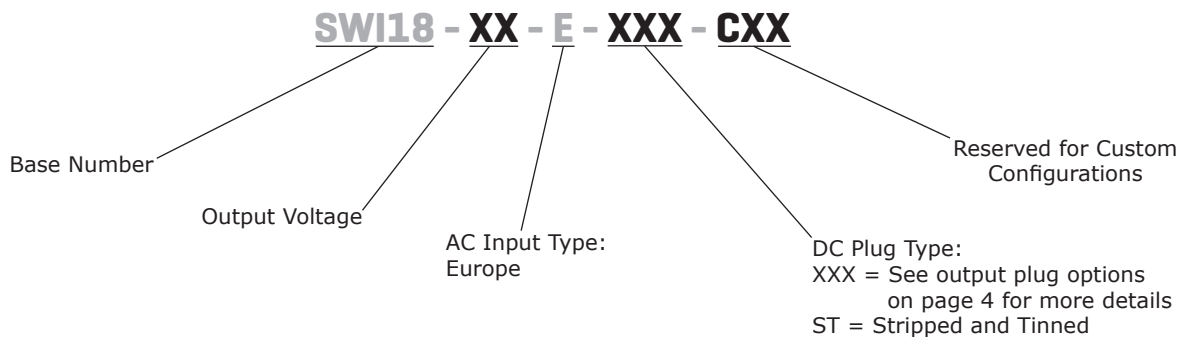 SWI18 - XX - E - XXX - CXX
Base Number
Output Voltage
AC Input Type:
Europe
DC Plug Type:
XXX = See output plug options
on page 4 for more details
ST = Stripped and Tinned
Reserved for Custom
Configurations